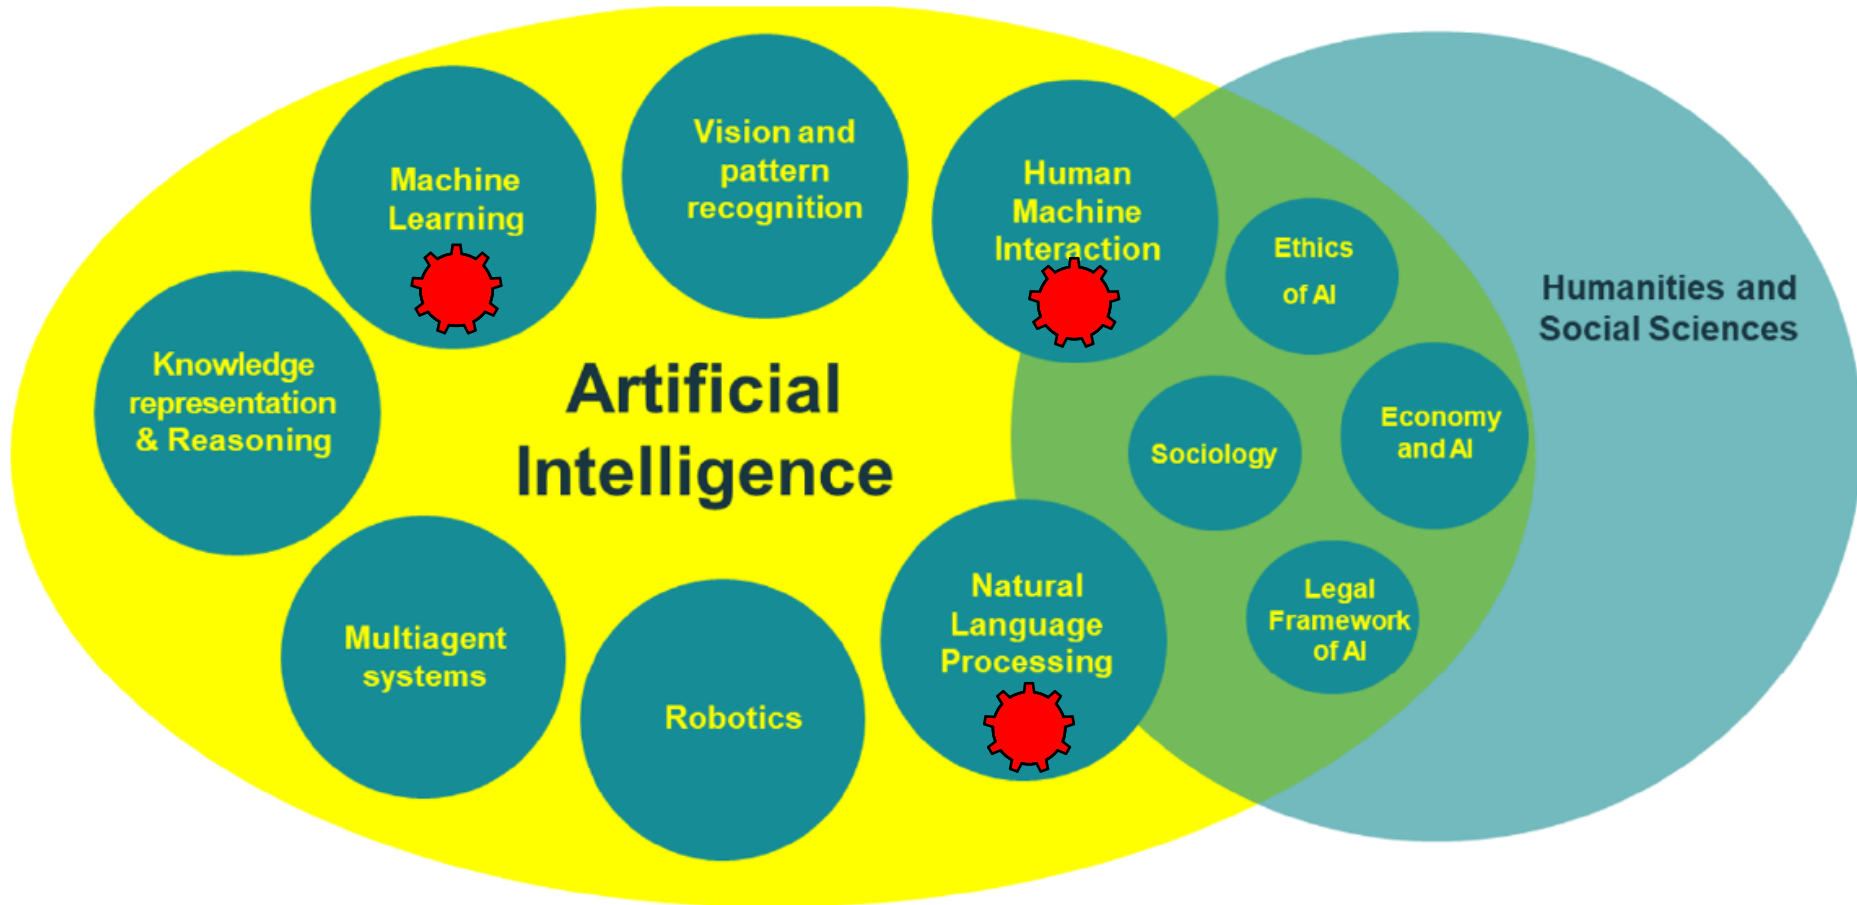 Machine
Learning
Vision and
pattern
recognition
Human
Machine
Interaction
Ethics
of AI
Humanities and
Social Sciences
Knowledge
representation
& Reasoning
Artificial
Intelligence
Sociology
Economy
and AI
Multiagent
systems
Robotics
Natural
Language
Processing
Legal
Framework
of AI